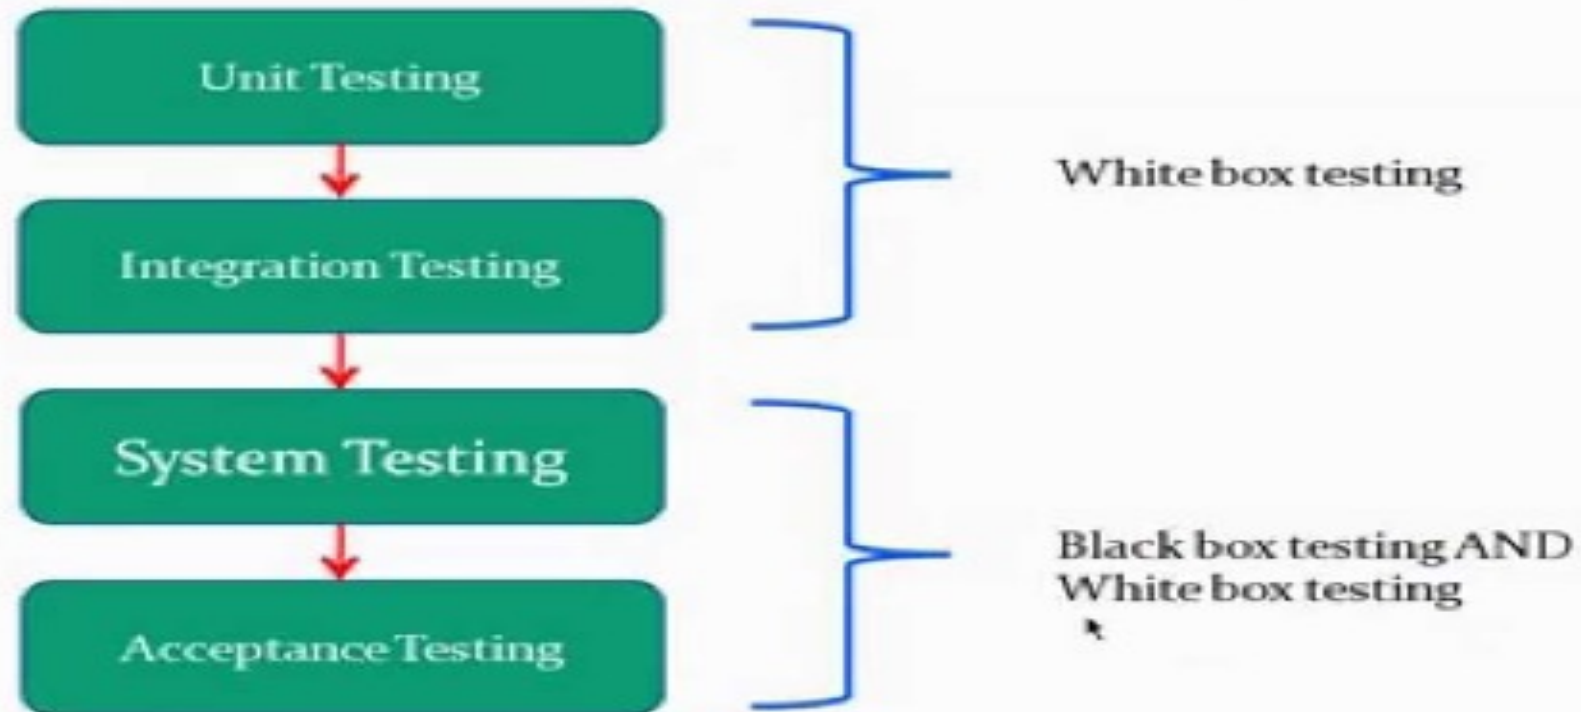 Unit Testing
White box testing
Integration Testing
System Testing
Black box testing AND
White box testing
Acceptance Testing